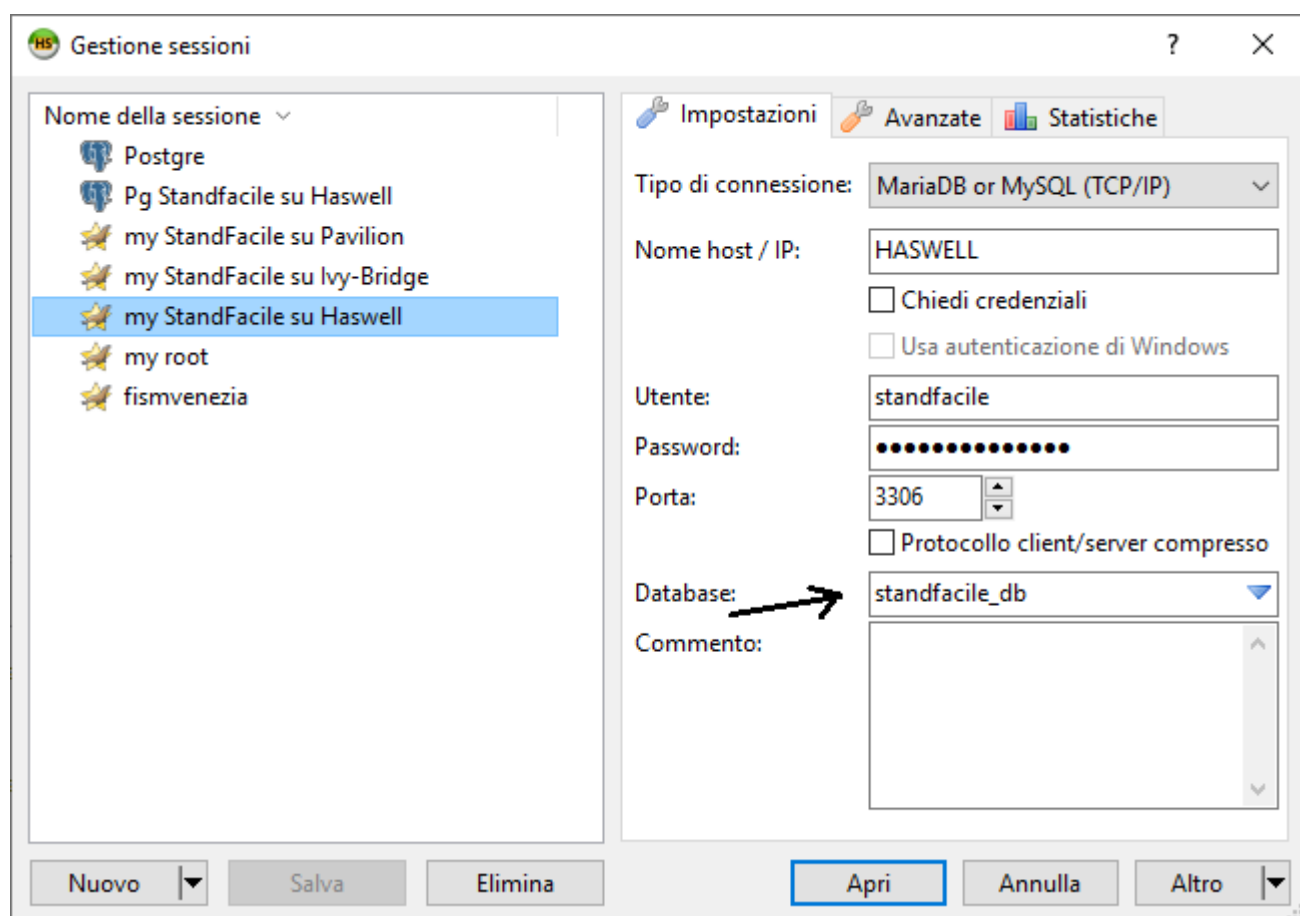 HS Gestione sessioni ?
Nome della sessione
Postgre
Pg Standfacile su Haswell
my StandFacile su Pavilion
my StandFacile su Ivy-Bridge
my StandFacile su Haswell
my root
fismvenezia
Impostazioni Avanzate Statistiche
Tipo di connessione: MariaDB or MySQL (TCP/IP)
Nome host / IP: HASWELL
Chiedi credenziali
Usa autenticazione di Windows
Utente: standfacile
Password: ••••••••••••••
Porta: 3306
Protocollo client/server compresso
Database: standfacile_db
Commento:
Nuovo Salva Elimina Apri Annulla Altro